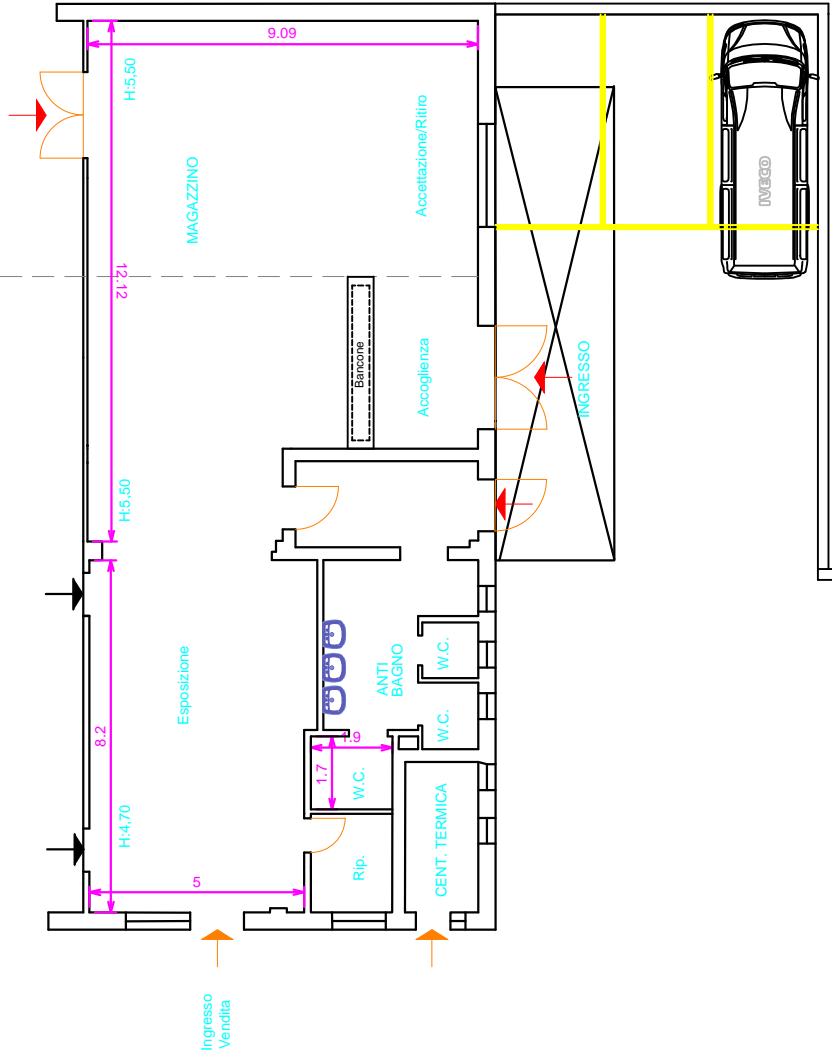 9.09
H:5,50
MAGAZZINO
Accettazione/Ritiro
IVECO
12.12
Bancone
Accoglienza
INGRESSO
H:5,50
Esposizione
ANTI
BAGNO
W.C.
W.C.
8.2
1.9
1.7
W.C.
H:4,70
Rip.
CENT. TERMICA
5
Ingresso
Vendita